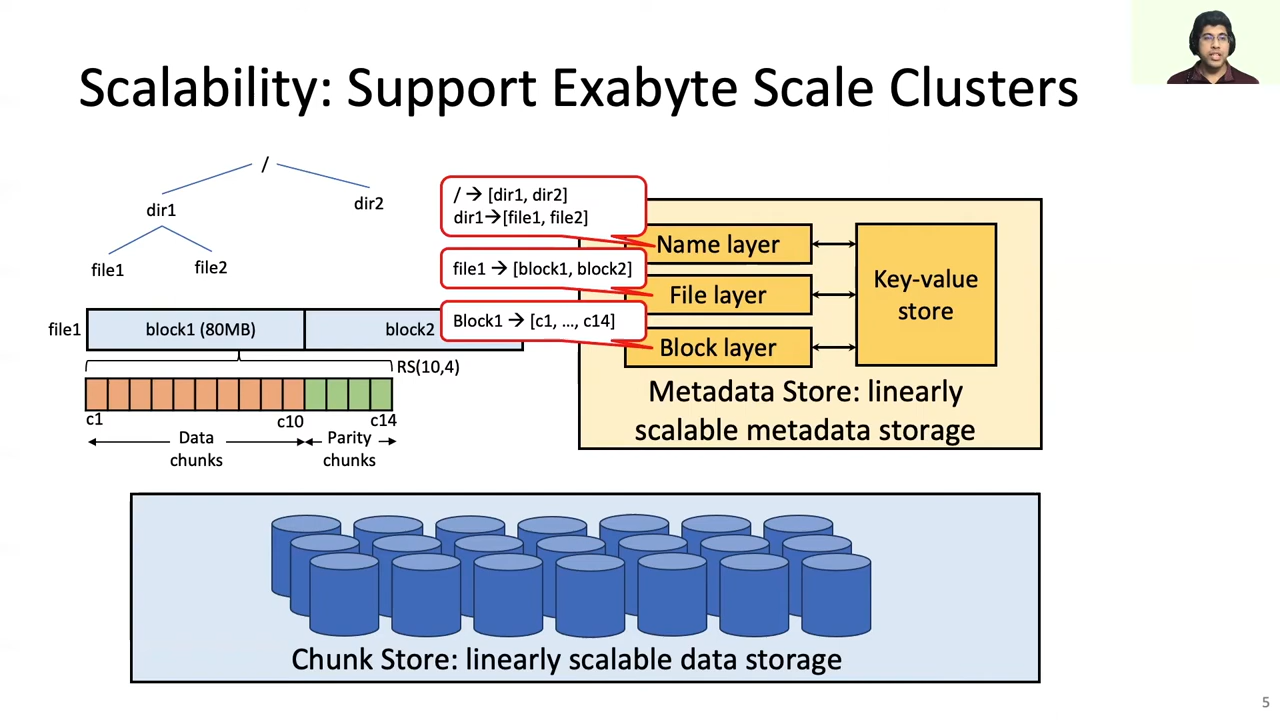 Scalability: Support Exabyte Scale Clusters
/
dir1
dir2
file1
file2
/ → [dir1, dir2]
dir1→[file1, file2]
file1 → [block1, block2]
Block1 → [c1, …, c14]
Name layer
File layer
Block layer
Key-value
store
Metadata Store: linearly
scalable metadata storage
file1
block1 (80MB)
block2
RS(10,4)
c1
c10
c14
Data
chunks
Parity
chunks
Chunk Store: linearly scalable data storage
5